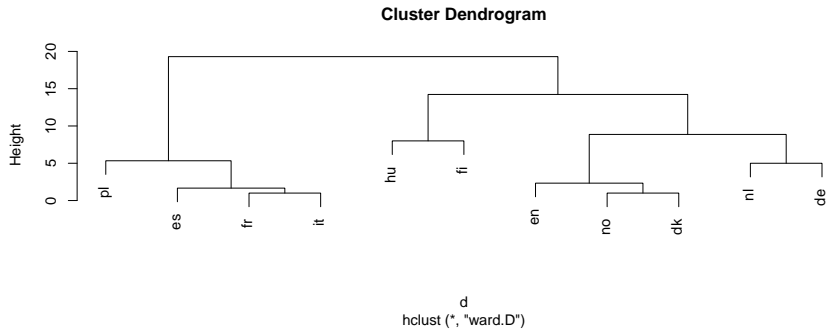 Cluster Dendrogram
Height
20
15
10
5
0
pl
es
fr
it
hu
fi
en
no
dk
nl
de
d
hclust (*, "ward.D")